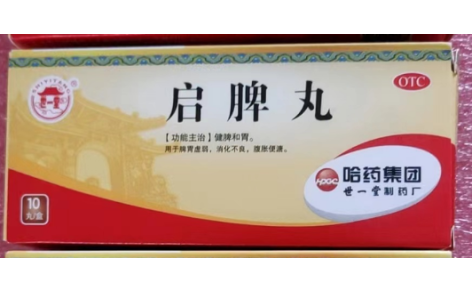 SHIYITANG
®
OTC
启脾丸
【功能主治】健脾和胃。
用于脾胃虚弱，消化不良，腹胀便溏。
HPGC
哈药集团
世一堂制药厂
10
丸/盒